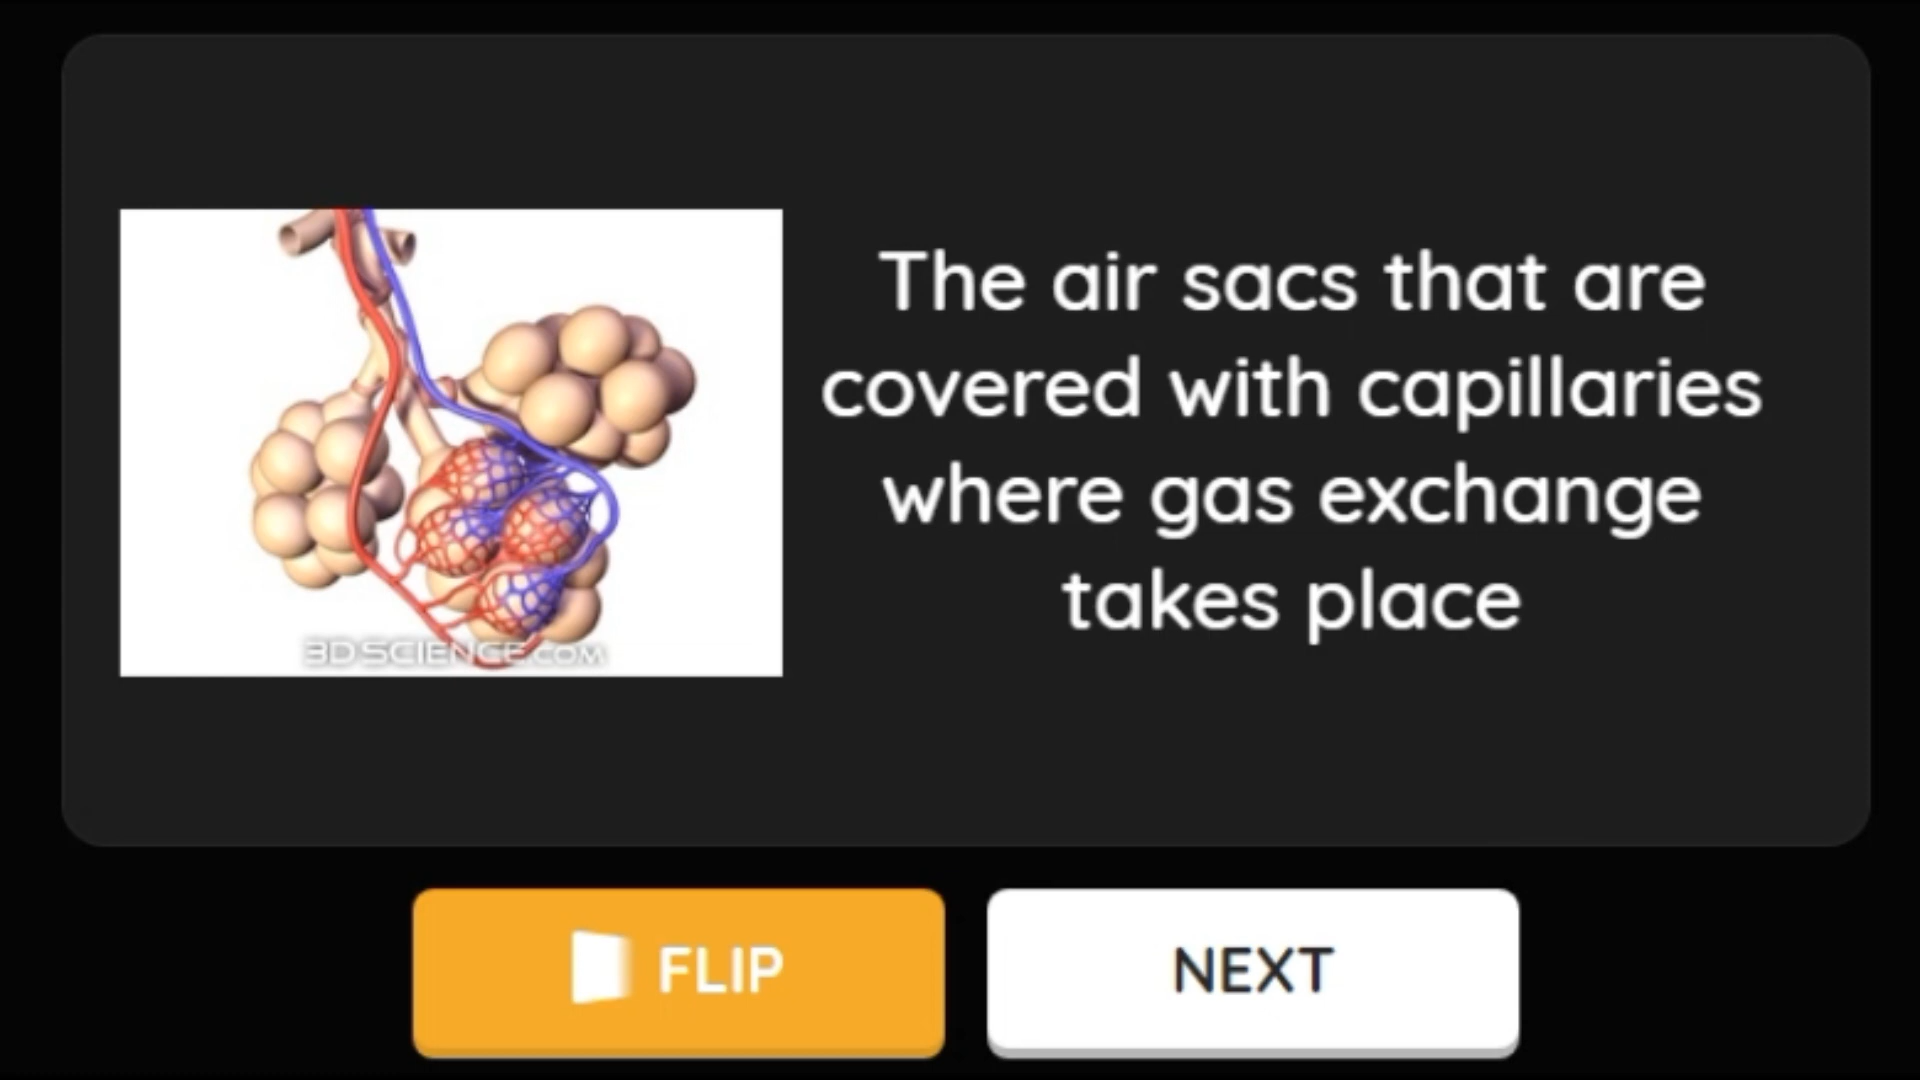 The air sacs that are
covered with capillaries
where gas exchange
takes place
3DSCIENCE.COM
FLIP
NEXT